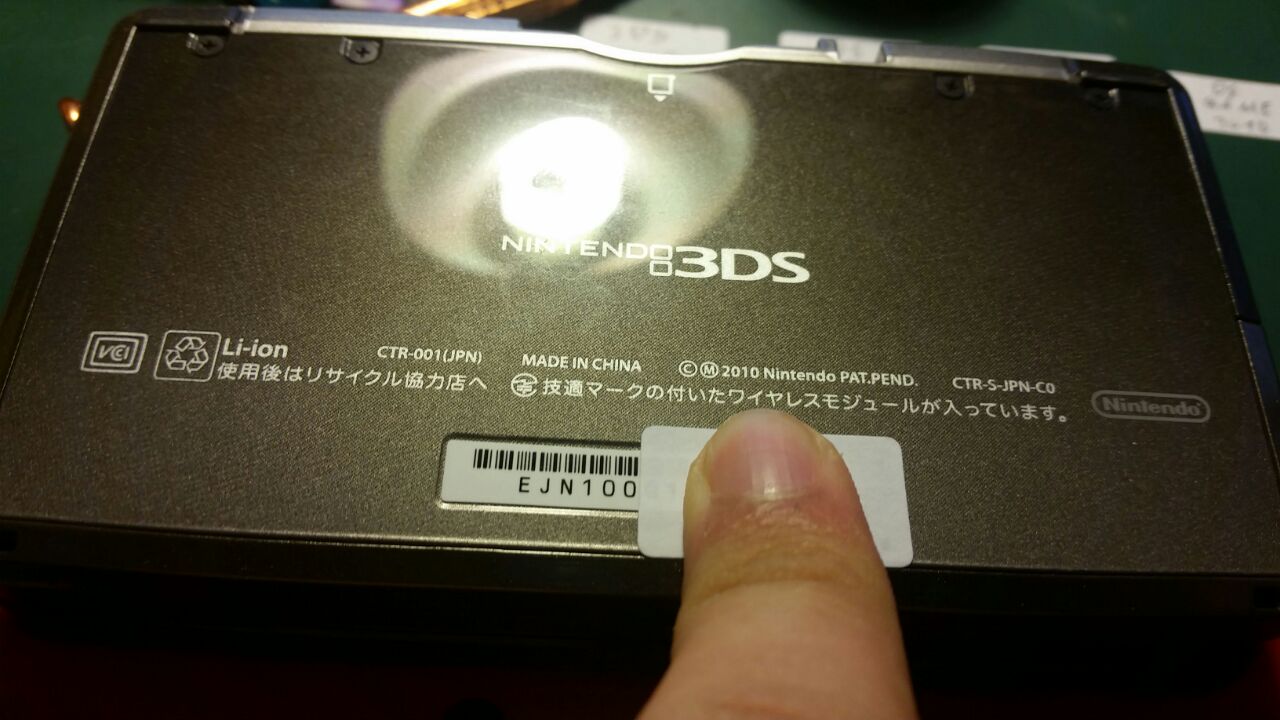 NINTENDO 3DS
VCCI
Li-ion
使用後はリサイクル協力店へ
CTR-001(JPN)
MADE IN CHINA
©Ⓜ2010 Nintendo PAT.PEND.
CTR-S-JPN-C0
技適マークの付いたワイヤレスモジュールが入っています。
Nintendo
EJN100